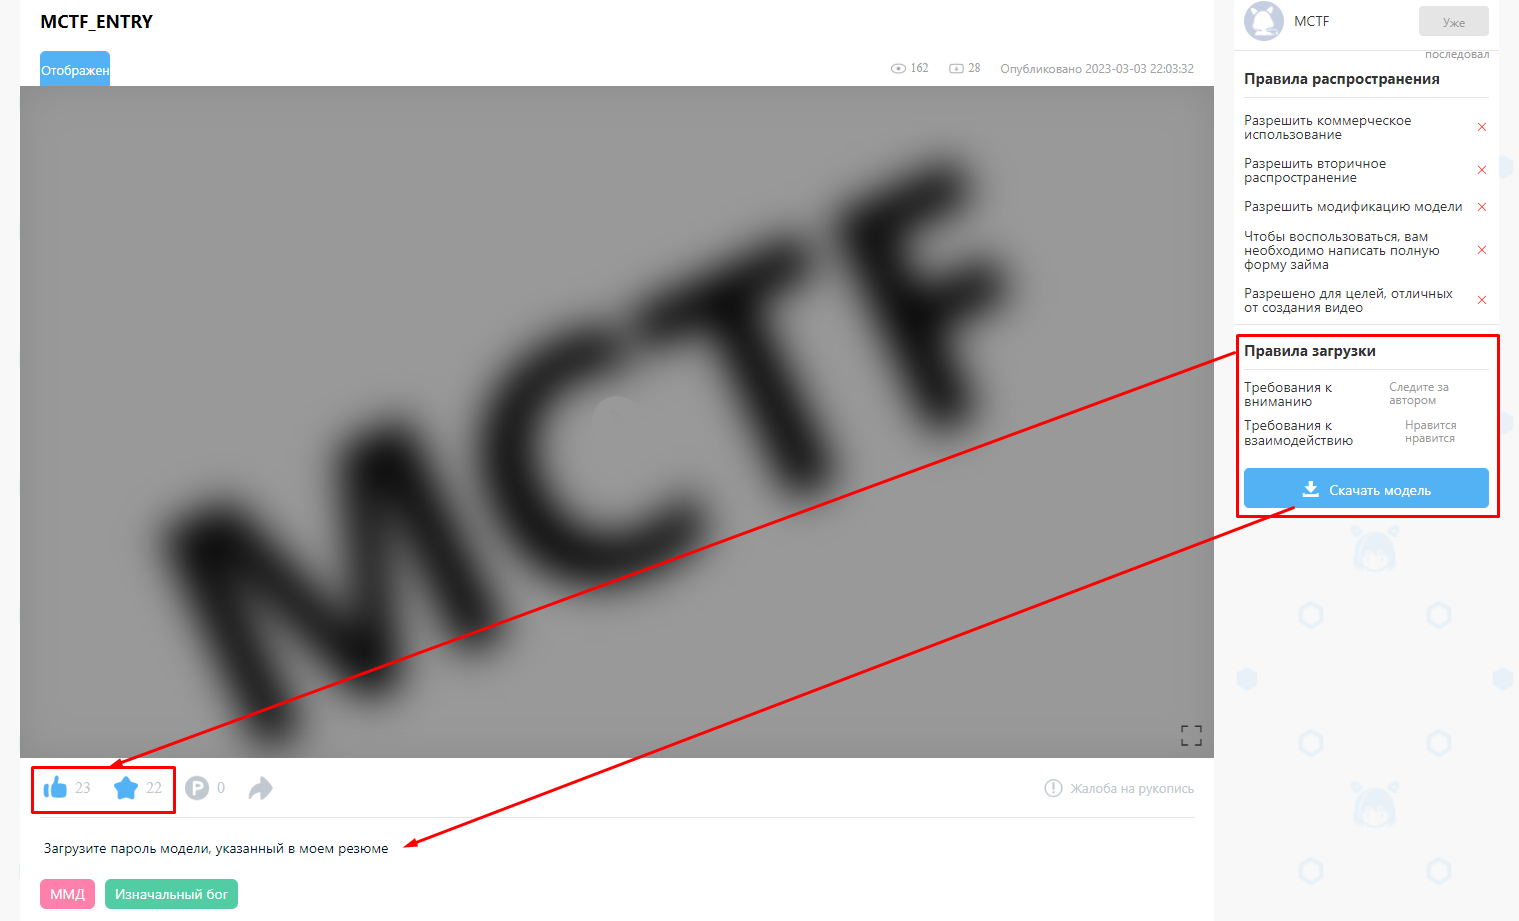 MCTF_ENTRY
Отображен
162
28
Опубликовано 2023-03-03 22:03:32
MCTF
23
22
0
Жалоба на рукопись
Загрузите пароль модели, указанный в моем резюме
ММД
Изначальный бог
MCTF
Уже
последовал
Правила распространения
Разрешить коммерческое
использование
Разрешить вторичное
распространение
Разрешить модификацию модели
Чтобы воспользоваться, вам
необходимо написать полную
форму займа
Разрешено для целей, отличных
от создания видео
Правила загрузки
Требования к
вниманию
Следите за
автором
Требования к
взаимодействию
Нравится
нравится
Скачать модель